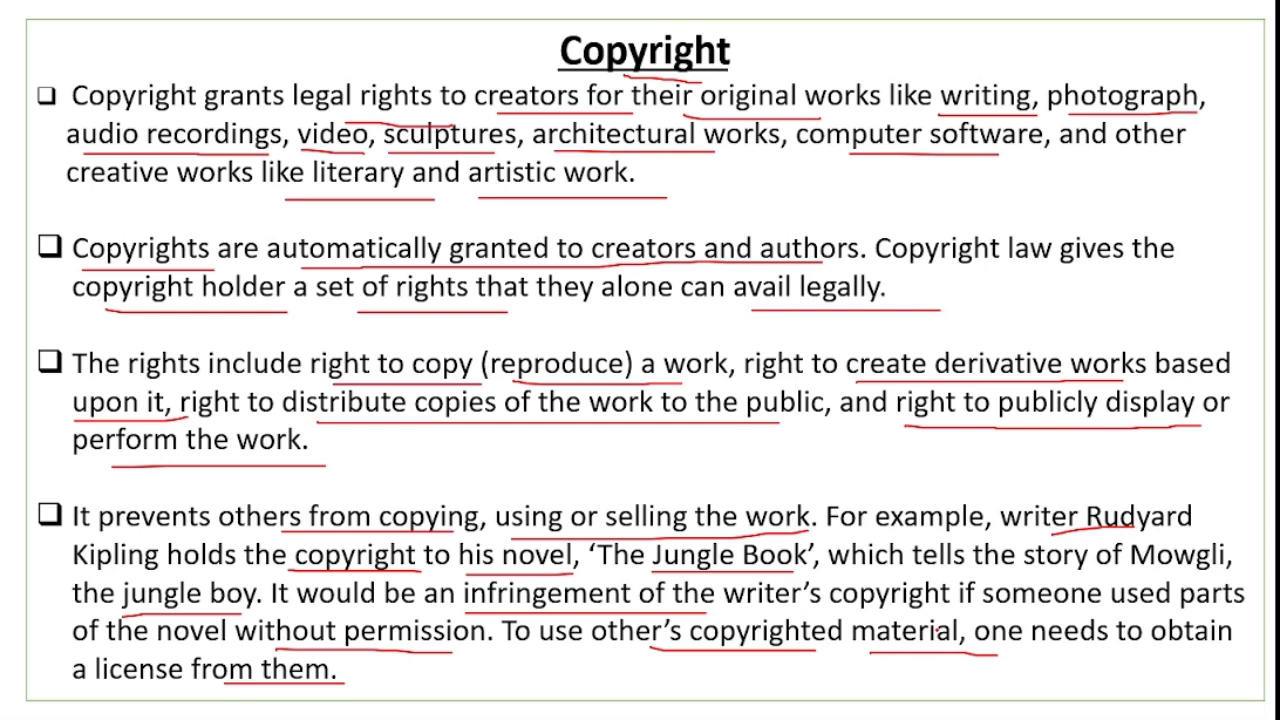 Copyright
❑ Copyright grants legal rights to creators for their original works like writing, photograph,
audio recordings, video, sculptures, architectural works, computer software, and other
creative works like literary and artistic work.
❑ Copyrights are automatically granted to creators and authors. Copyright law gives the
copyright holder a set of rights that they alone can avail legally.
❑ The rights include right to copy (reproduce) a work, right to create derivative works based
upon it, right to distribute copies of the work to the public, and right to publicly display or
perform the work.
❑ It prevents others from copying, using or selling the work. For example, writer Rudyard
Kipling holds the copyright to his novel, ‘The Jungle Book’, which tells the story of Mowgli,
the jungle boy. It would be an infringement of the writer’s copyright if someone used parts
of the novel without permission. To use other’s copyrighted material, one needs to obtain
a license from them.